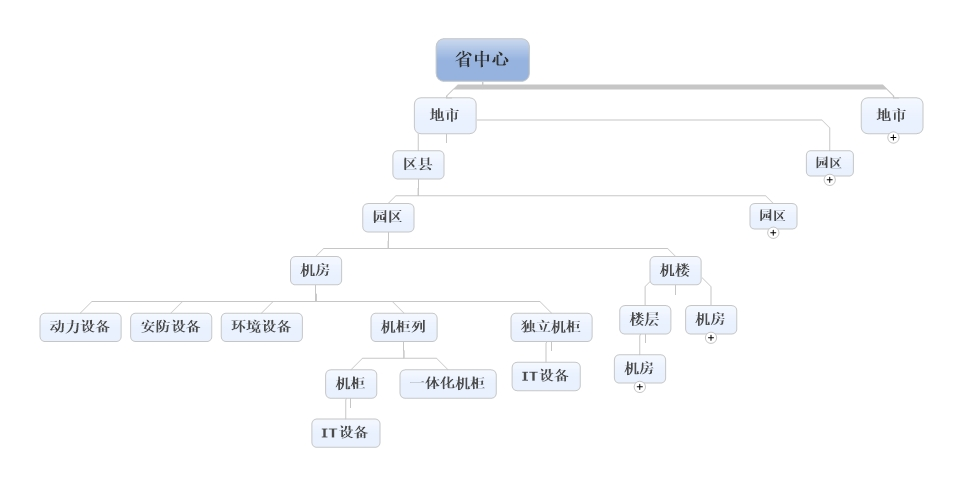 省中心
地市
地市
区县
园区
园区
园区
机房
机楼
动力设备
安防设备
环境设备
机柜列
独立机柜
楼层
机房
机柜
一体化机柜
IT设备
机房
IT设备